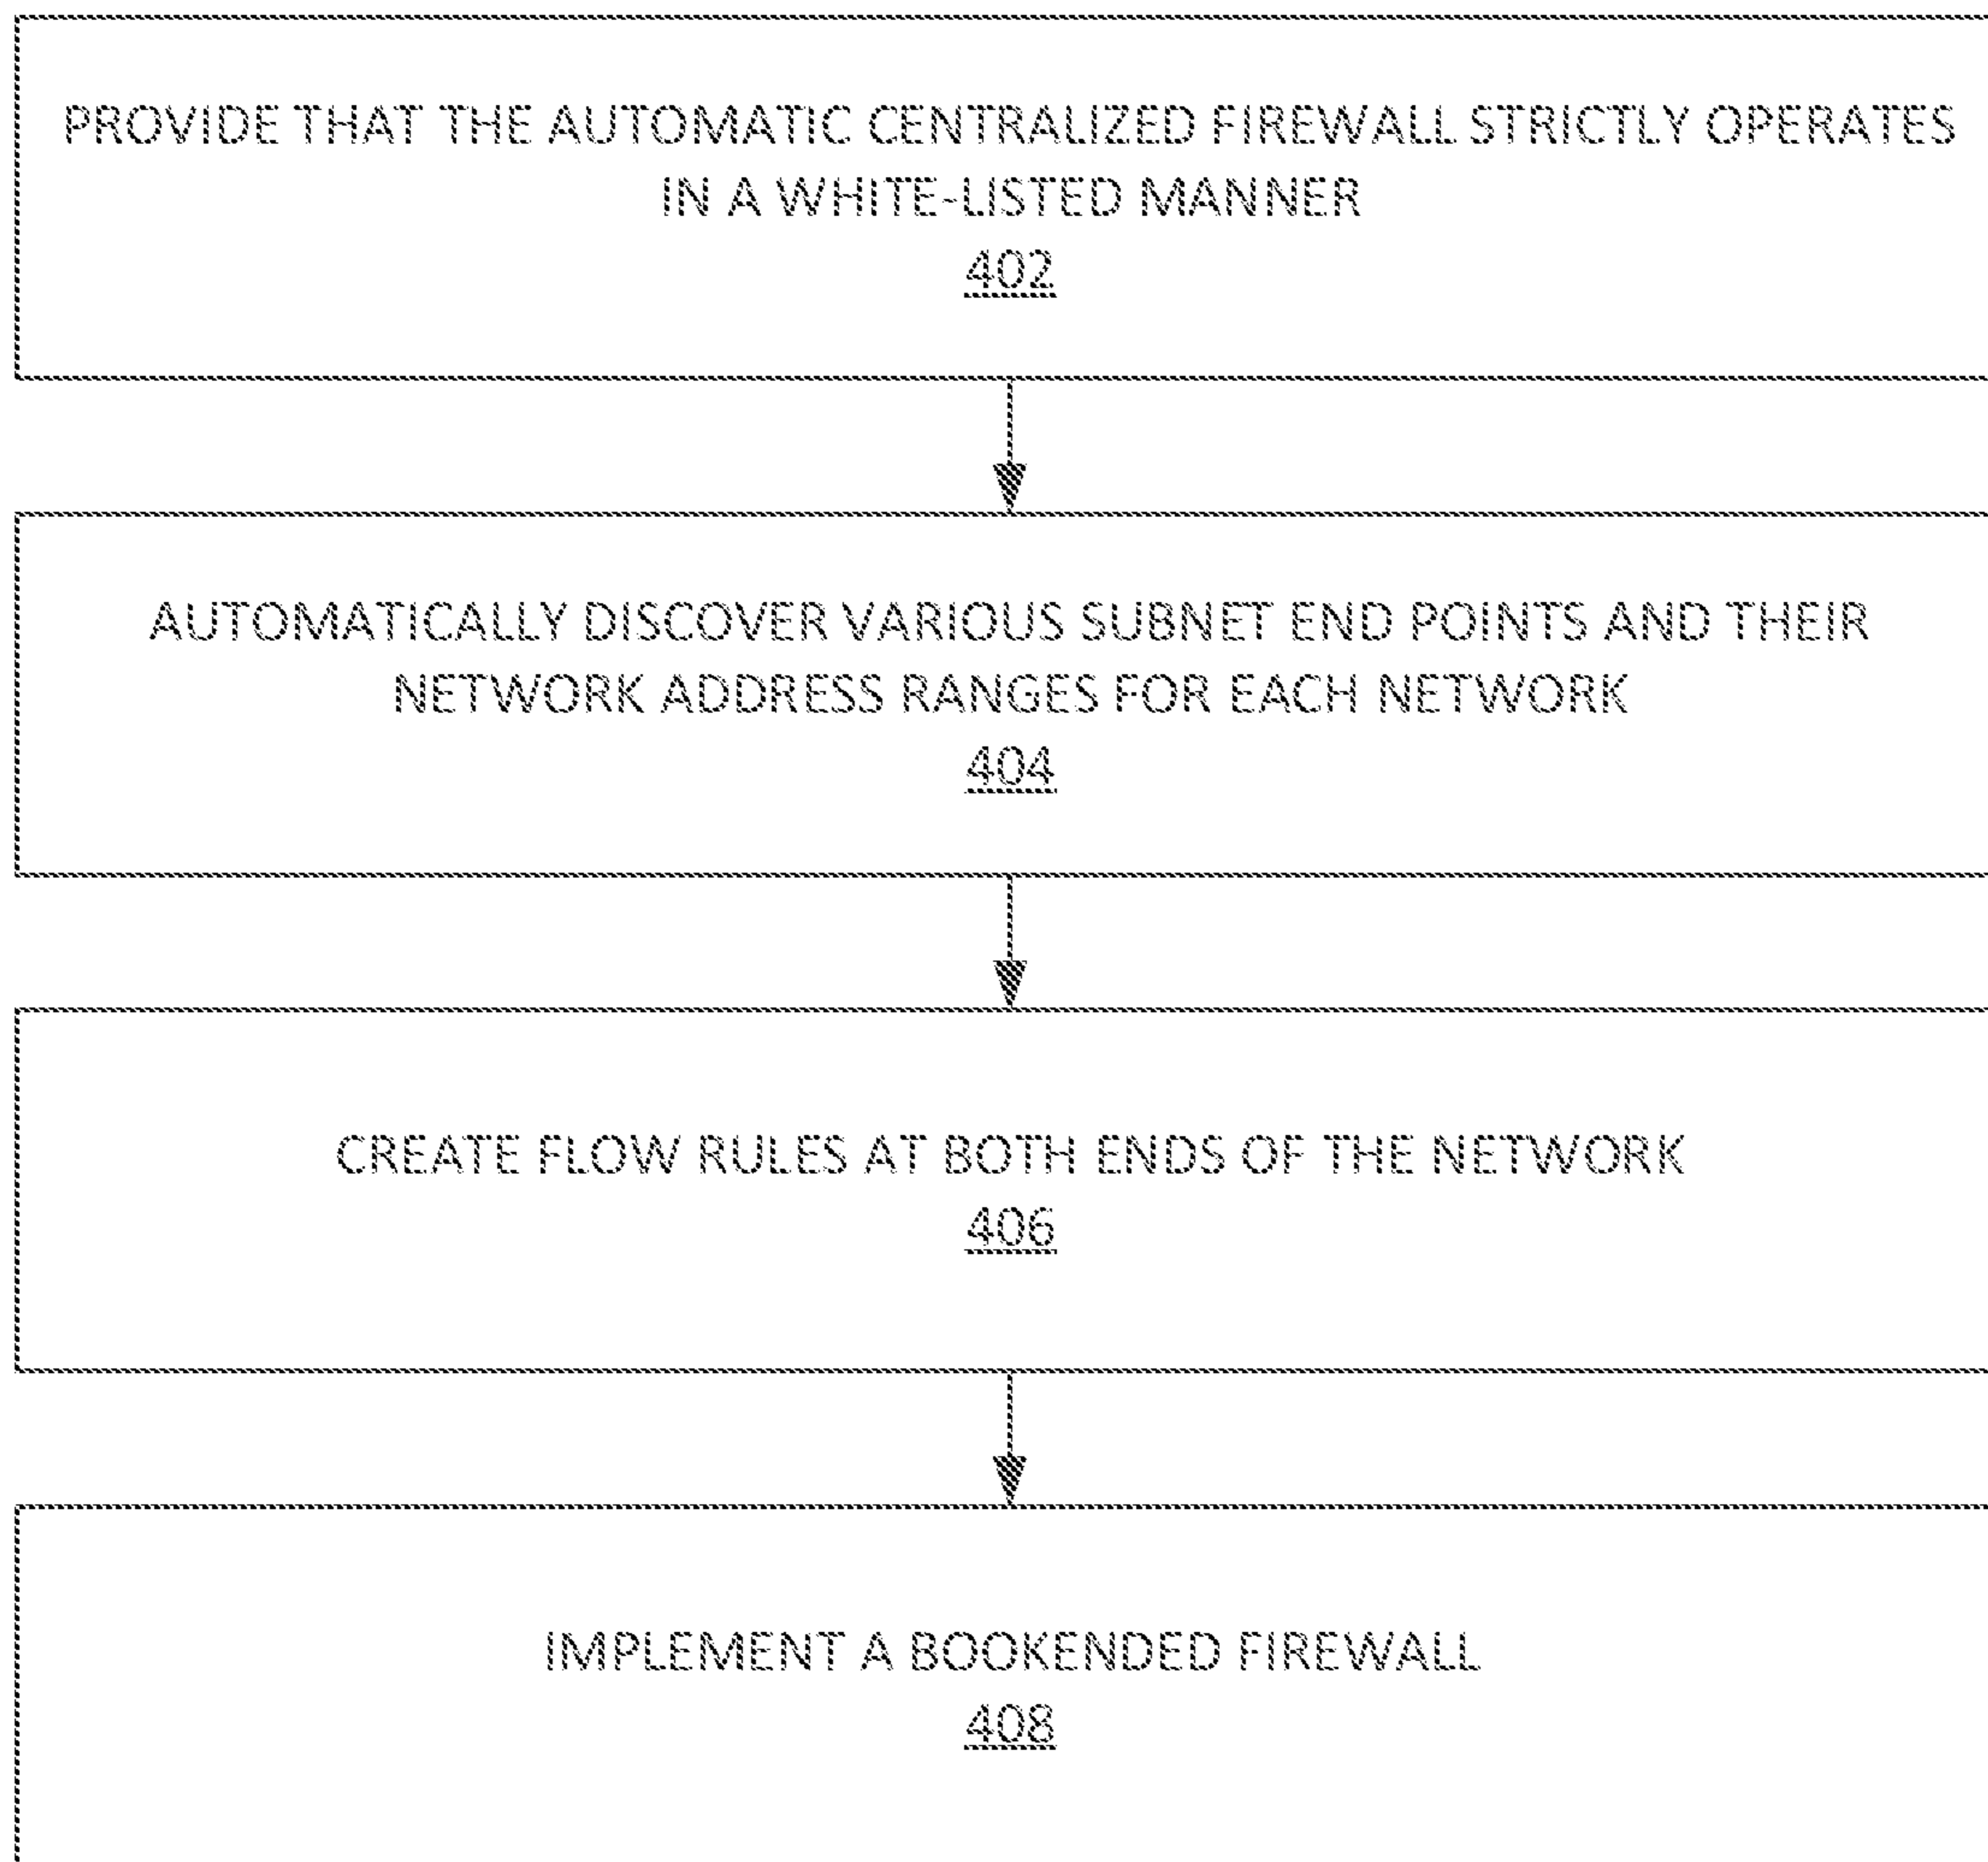 PROVIDE THAT THE AUTOMATIC CENTRALIZED FIREWALL STRICTLY OPERATES
IN A WHITE-LISTED MANNER
402
AUTOMATICALLY DISCOVER VARIOUS SUBNET END POINTS AND THEIR
NETWORK ADDRESS RANGES FOR EACH NETWORK
404
CREATE FLOW RULES AT BOTH ENDS OF THE NETWORK
406
IMPLEMENT A BOOKENDED FIREWALL
408